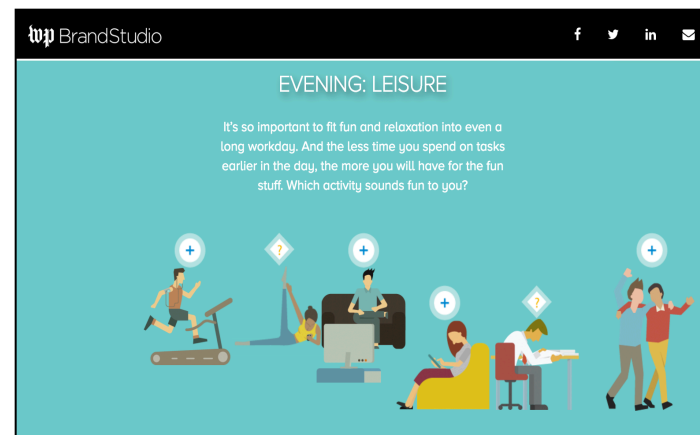 wp BrandStudio
f in
EVENING: LEISURE
It's so important to fit fun and relaxation into even a
long workday. And the less time you spend on tasks
earlier in the day, the more you will have for the fun
stuff. Which activity sounds fun to you?
+ ? + + ? +